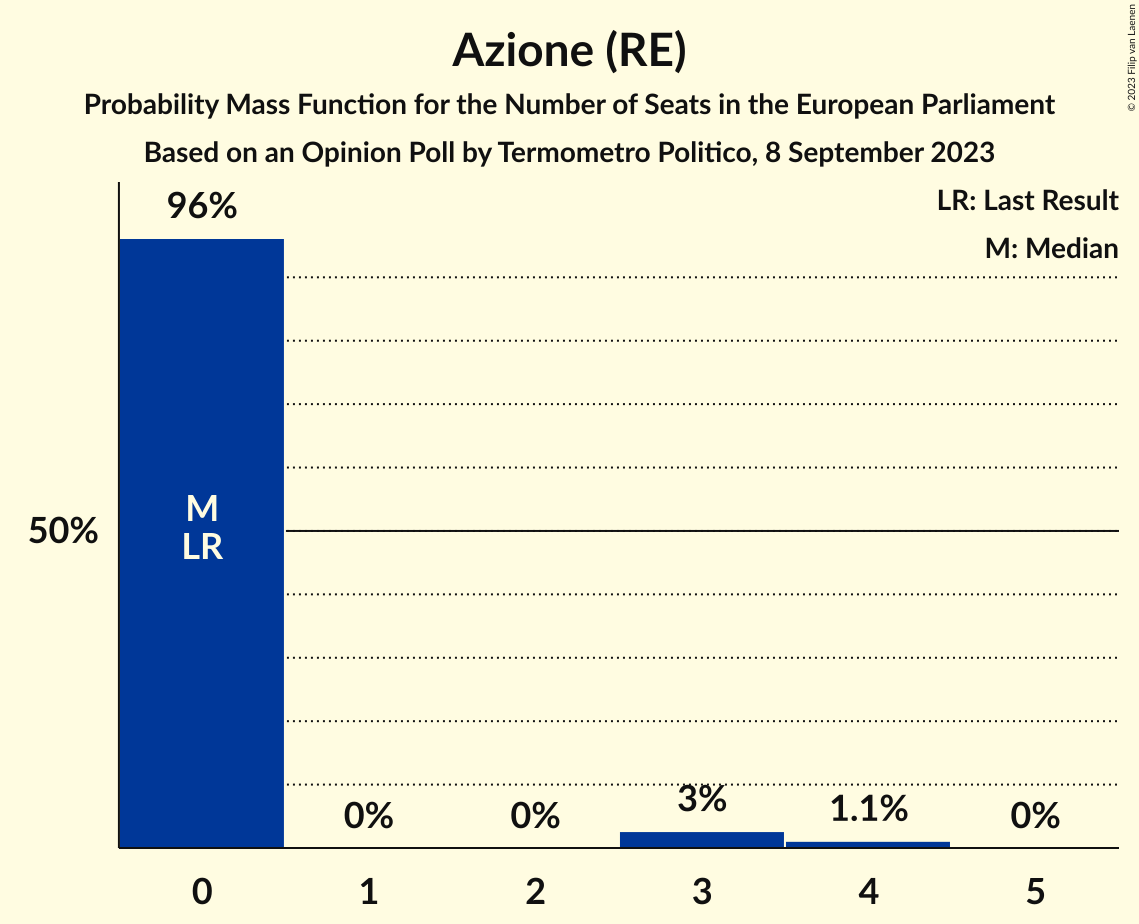 Azione (RE)
Probability Mass Function for the Number of Seats in the European Parliament
Based on an Opinion Poll by Termometro Politico, 8 September 2023
© 2023 Filip van Laenen
LR: Last Result
M: Median
96%
M
LR
50%
0%
0%
3%
1.1%
0%
0
1
2
3
4
5